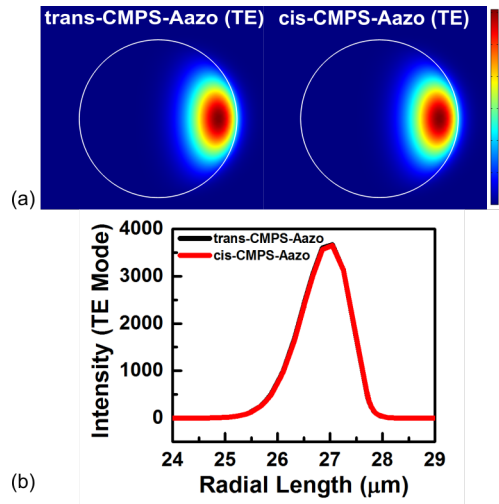 trans-CMPS-Aazo (TE) cis-CMPS-Aazo (TE)
(a)
4000
3000
2000
1000
0
Intensity (TE Mode)
trans-CMPS-Aazo
cis-CMPS-Aazo
24 25 26 27 28 29
Radial Length (μm)
(b)